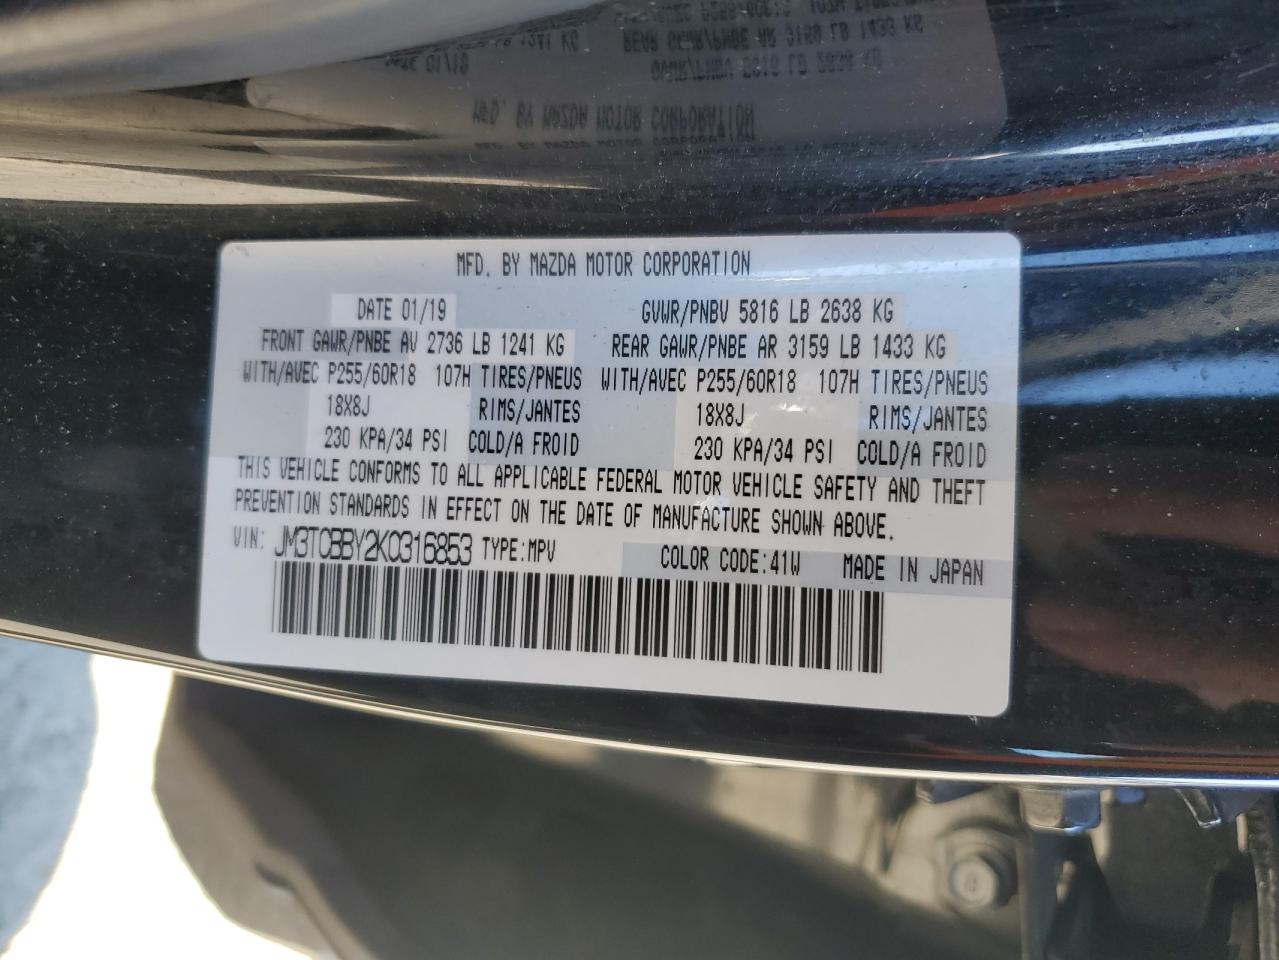 MFD. BY MAZDA MOTOR CORPORATION
DATE 01/19 GVWR/PNBV 5816 LB 2638 KG
FRONT GAWR/PNBE AV 2736 LB 1241 KG REAR GAWR/PNBE AR 3159 LB 1433 KG
WITH/AVEC P255/60R18 107H TIRES/PNEUS WITH/AVEC P255/60R18 107H TIRES/PNEUS
18X8J RIMS/JANTES 18X8J RIMS/JANTES
230 KPA/34 PSI COLD/A FROID 230 KPA/34 PSI COLD/A FROID
THIS VEHICLE CONFORMS TO ALL APPLICABLE FEDERAL MOTOR VEHICLE SAFETY AND THEFT
PREVENTION STANDARDS IN EFFECT ON THE DATE OF MANUFACTURE SHOWN ABOVE.
VIN: JM3TCBBY2K0316853 TYPE:MPV COLOR CODE:41W MADE IN JAPAN